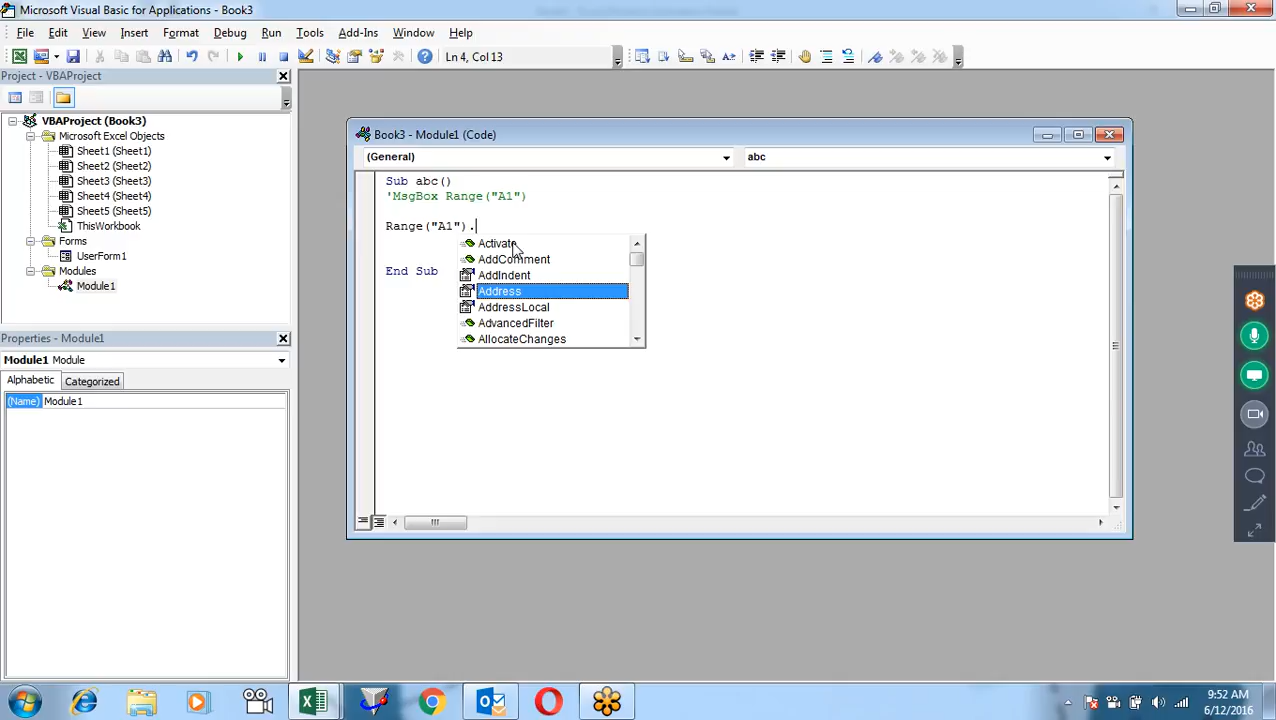 Microsoft Visual Basic for Applications - Book3
File Edit View Insert Format Debug Run Tools Add-Ins Window Help
Ln 4, Col 13
Project - VBAProject
VBAProject (Book3)
Microsoft Excel Objects
Sheet1 (Sheet1)
Sheet2 (Sheet2)
Sheet3 (Sheet3)
Sheet4 (Sheet4)
Sheet5 (Sheet5)
ThisWorkbook
Forms
UserForm1
Modules
Module1
Properties - Module1
Module1 Module
Alphabetic Categorized
(Name) Module1
Book3 - Module1 (Code)
(General) abc
Sub abc()
'MsgBox Range("A1")
Range("A1").
Activate
AddComment
AddIndent
Address
AddressLocal
AdvancedFilter
AllocateChanges
End Sub
9:52 AM
6/12/2016